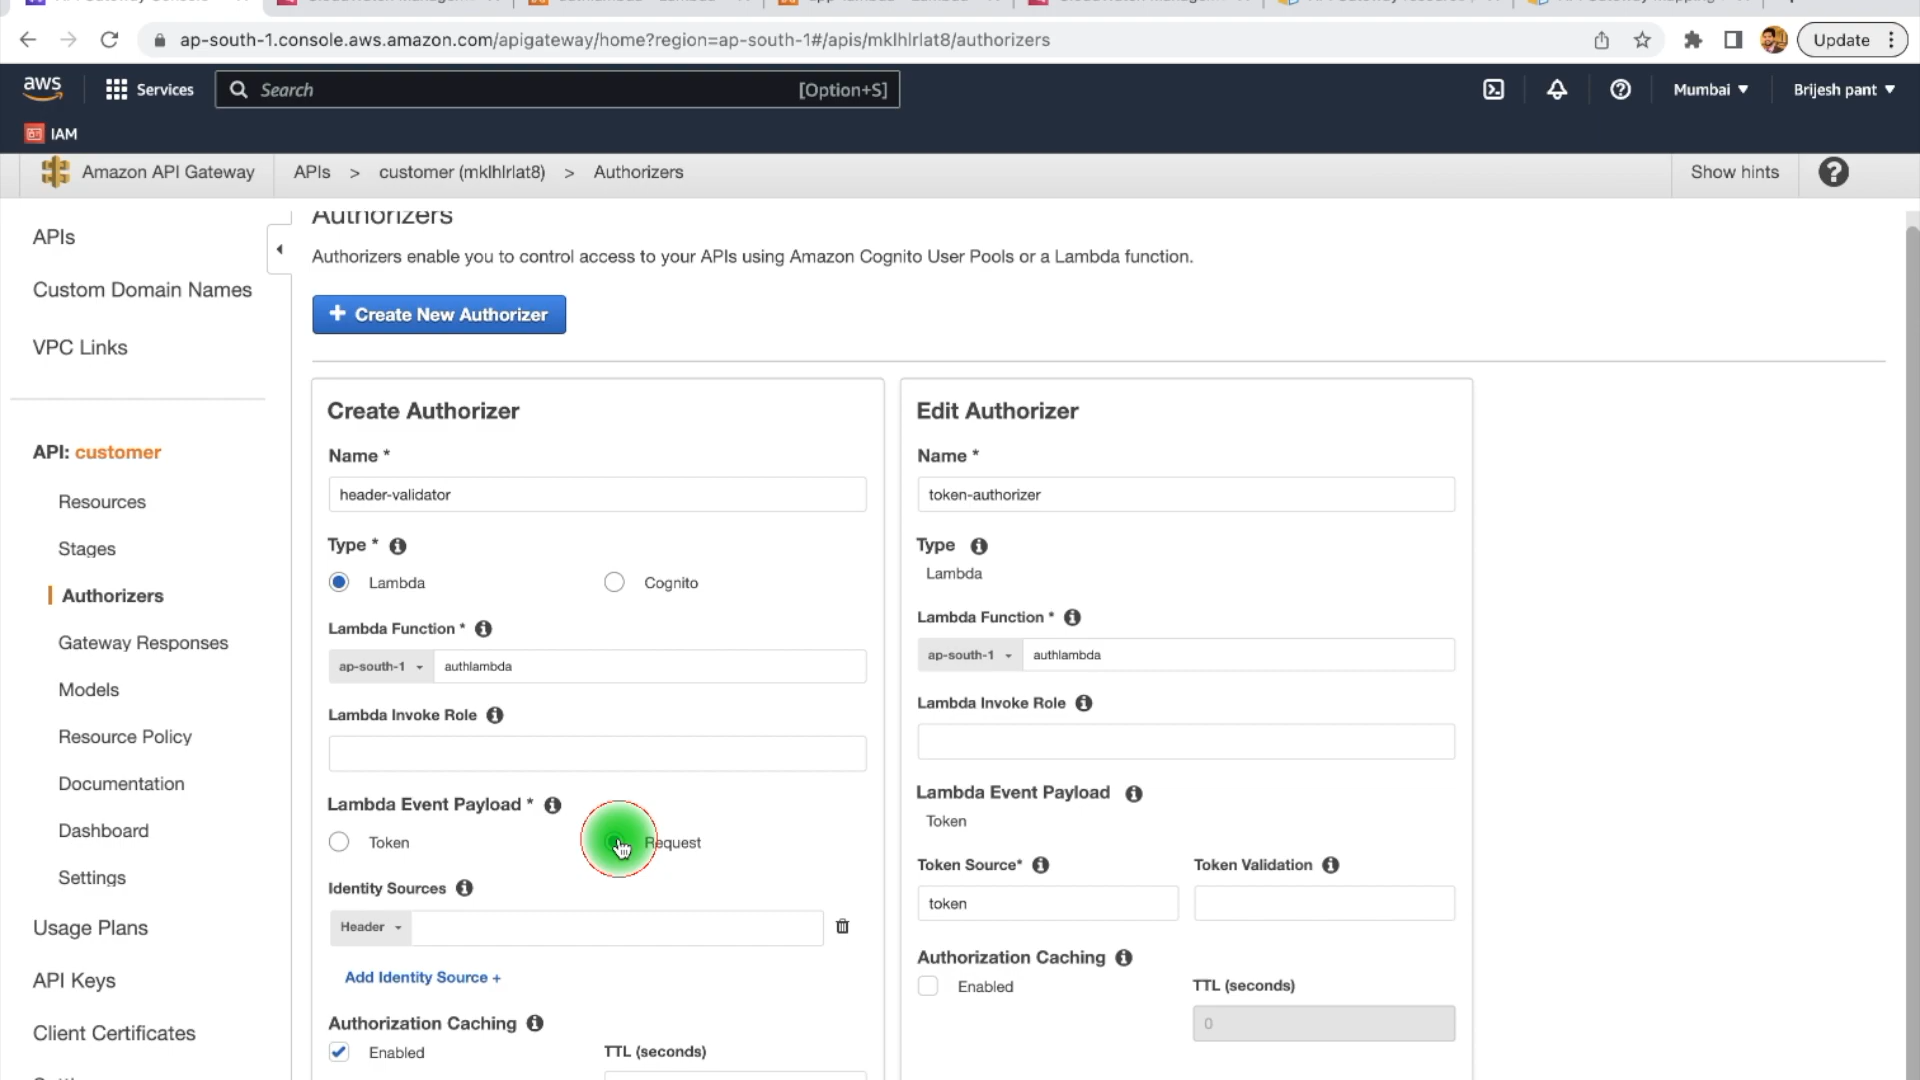 ap-south-1.console.aws.amazon.com/apigateway/home?region=ap-south-1#/apis/mklhlrlat8/authorizers
Update
aws
Services
Search
[Option+S]
Mumbai
Brijesh pant
IAM
Amazon API Gateway
APIs > customer (mklhlrlat8) > Authorizers
Show hints
APIs
Custom Domain Names
VPC Links
API: customer
Resources
Stages
Authorizers
Gateway Responses
Models
Resource Policy
Documentation
Dashboard
Settings
Usage Plans
API Keys
Client Certificates
Authorizers
Authorizers enable you to control access to your APIs using Amazon Cognito User Pools or a Lambda function.
+ Create New Authorizer
Create Authorizer
Name *
header-validator
Type *
Lambda
Cognito
Lambda Function *
ap-south-1
authlambda
Lambda Invoke Role
Lambda Event Payload *
Token
Request
Identity Sources
Header
Add Identity Source +
Authorization Caching
Enabled
TTL (seconds)
Edit Authorizer
Name *
token-authorizer
Type
Lambda
Lambda Function *
ap-south-1
authlambda
Lambda Invoke Role
Lambda Event Payload
Token
Token Source*
Token Validation
token
Authorization Caching
Enabled
TTL (seconds)
0